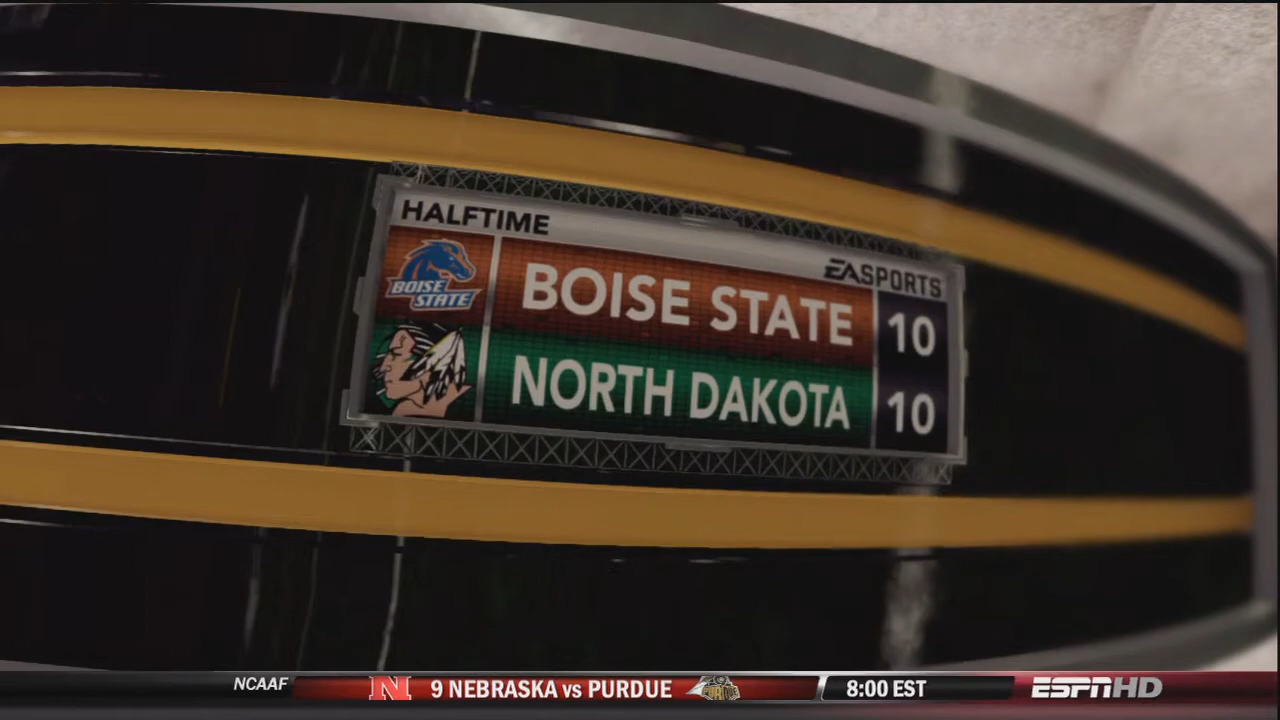 HALFTIME
EA SPORTS
BOISE STATE
BOISE STATE 10
NORTH DAKOTA 10
NCAAF N 9 NEBRASKA vs PURDUE PURDUE 8:00 EST ESPN HD